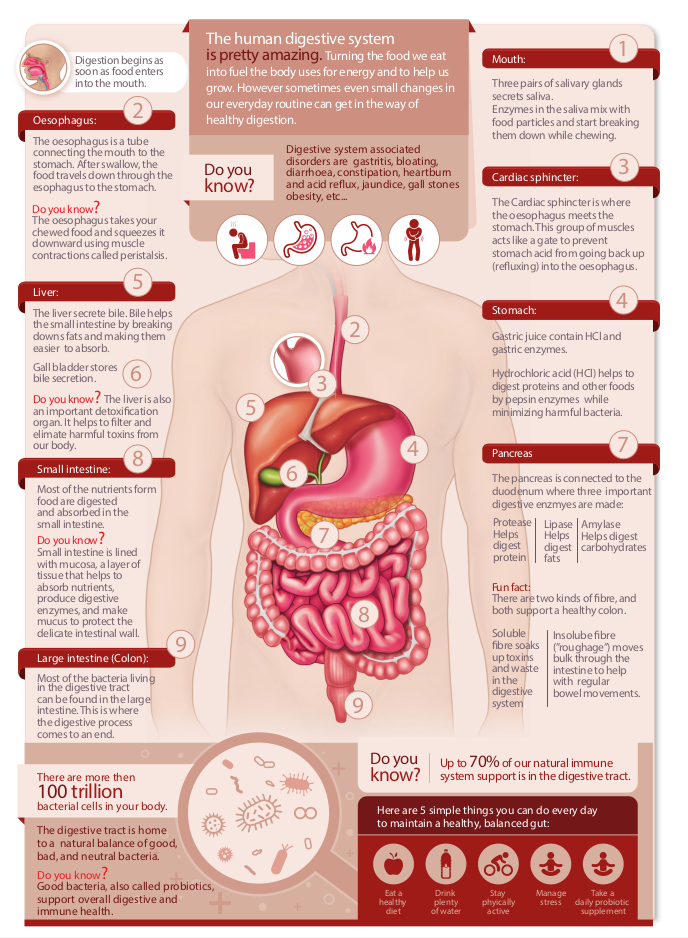 The human digestive system
is pretty amazing. Turning the food we eat
into fuel the body uses for energy and to help us
grow. However sometimes even small changes in
our everyday routine can get in the way of
healthy digestion.
Do you
know?
Digestive system associated
disorders are gastritis, bloating,
diarrhoea, constipation, heartburn
and acid reflux, jaundice, gall stones
obesity, etc...
Digestion begins as
soon as food enters
into the mouth.
1
Mouth:
Three pairs of salivary glands
secrets saliva.
Enzymes in the saliva mix with
food particles and start breaking
them down while chewing.
2
Oesophagus:
The oesophagus is a tube
connecting the mouth to the
stomach. After swallow, the
food travels down through the
esophagus to the stomach.
Do you know?
The oesophagus takes your
chewed food and squeezes it
downward using muscle
contractions called peristalsis.
3
Cardiac sphincter:
The Cardiac sphincter is where
the oesophagus meets the
stomach. This group of muscles
acts like a gate to prevent
stomach acid from going back up
(refluxing) into the oesophagus.
4
Stomach:
Gastric juice contain HCl and
gastric enzymes.
Hydrochloric acid (HCl) helps to
digest proteins and other foods
by pepsin enzymes while
minimizing harmful bacteria.
5
Liver:
The liver secrete bile. Bile helps
the small intestine by breaking
downs fats and making them
easier to absorb.
Gall bladder stores
bile secretion.
6
Do you know? The liver is also
an important detoxification
organ. It helps to filter and
elimate harmful toxins from
our body.
7
Pancreas
The pancreas is connected to the
duodenum where three important
digestive enzmyes are made:
Protease
Helps
digest
protein
Lipase
Helps
digest
fats
Amylase
Helps digest
carbohydrates
Fun fact:
There are two kinds of fibre, and
both support a healthy colon.
Soluble
fibre soaks
up toxins
and waste
in the
digestive
system
Insoluble fibre
("roughage") moves
bulk through the
intestine to help
with regular
bowel movements.
8
Small intestine:
Most of the nutrients form
food are digested
and absorbed in the
small intestine.
Do you know?
Small intestine is lined
with mucosa, a layer of
tissue that helps to
absorb nutrients,
produce digestive
enzymes, and make
mucus to protect the
delicate intestinal wall.
9
Large intestine (Colon):
Most of the bacteria living
in the digestive tract
can be found in the large
intestine. This is where
the digestive process
comes to an end.
2
3
5
4
6
7
8
9
There are more then
100 trillion
bacterial cells in your body.
The digestive tract is home
to a natural balance of good,
bad, and neutral bacteria.
Do you know?
Good bacteria, also called probiotics,
support overall digestive and
immune health.
Do you
know?
Up to 70% of our natural immune
system support is in the digestive tract.
Here are 5 simple things you can do every day
to maintain a healthy, balanced gut:
Eat a
healthy
diet
Drink
plenty
of water
Stay
physically
active
Manage
stress
Take a
daily probiotic
supplement